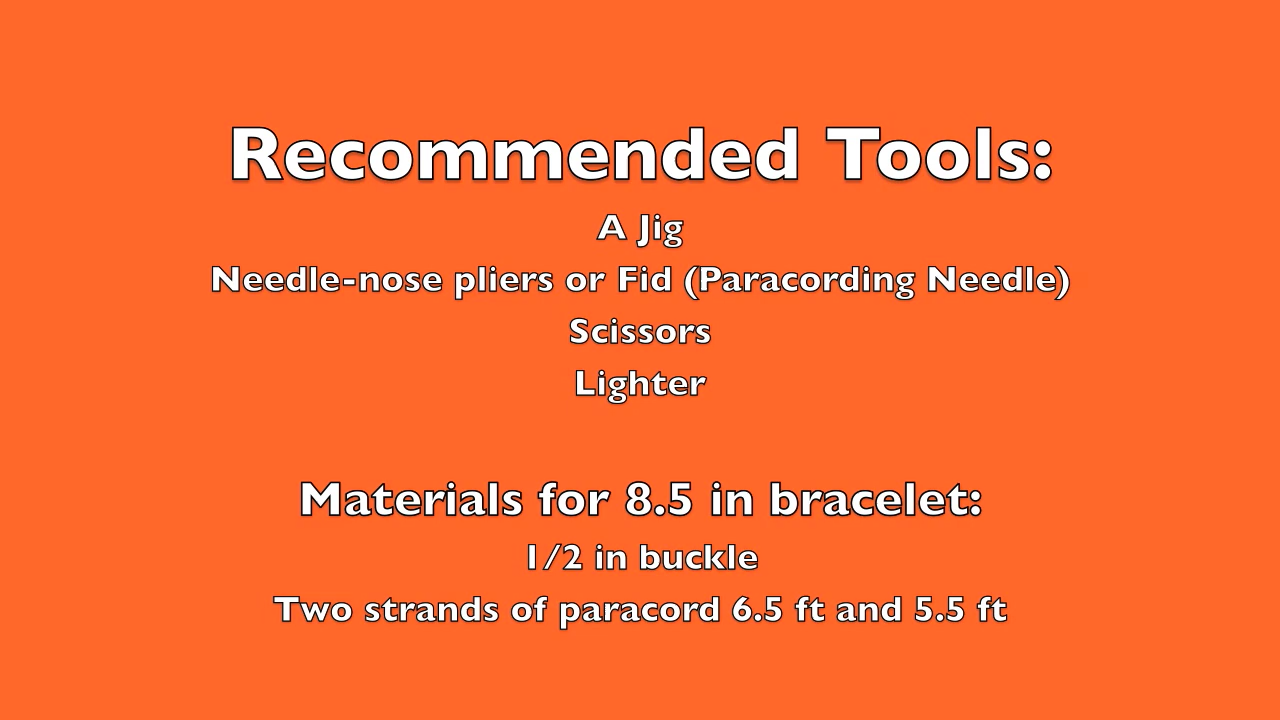 Recommended Tools:
A Jig
Needle-nose pliers or Fid (Paracording Needle)
Scissors
Lighter
Materials for 8.5 in bracelet:
1/2 in buckle
Two strands of paracord 6.5 ft and 5.5 ft